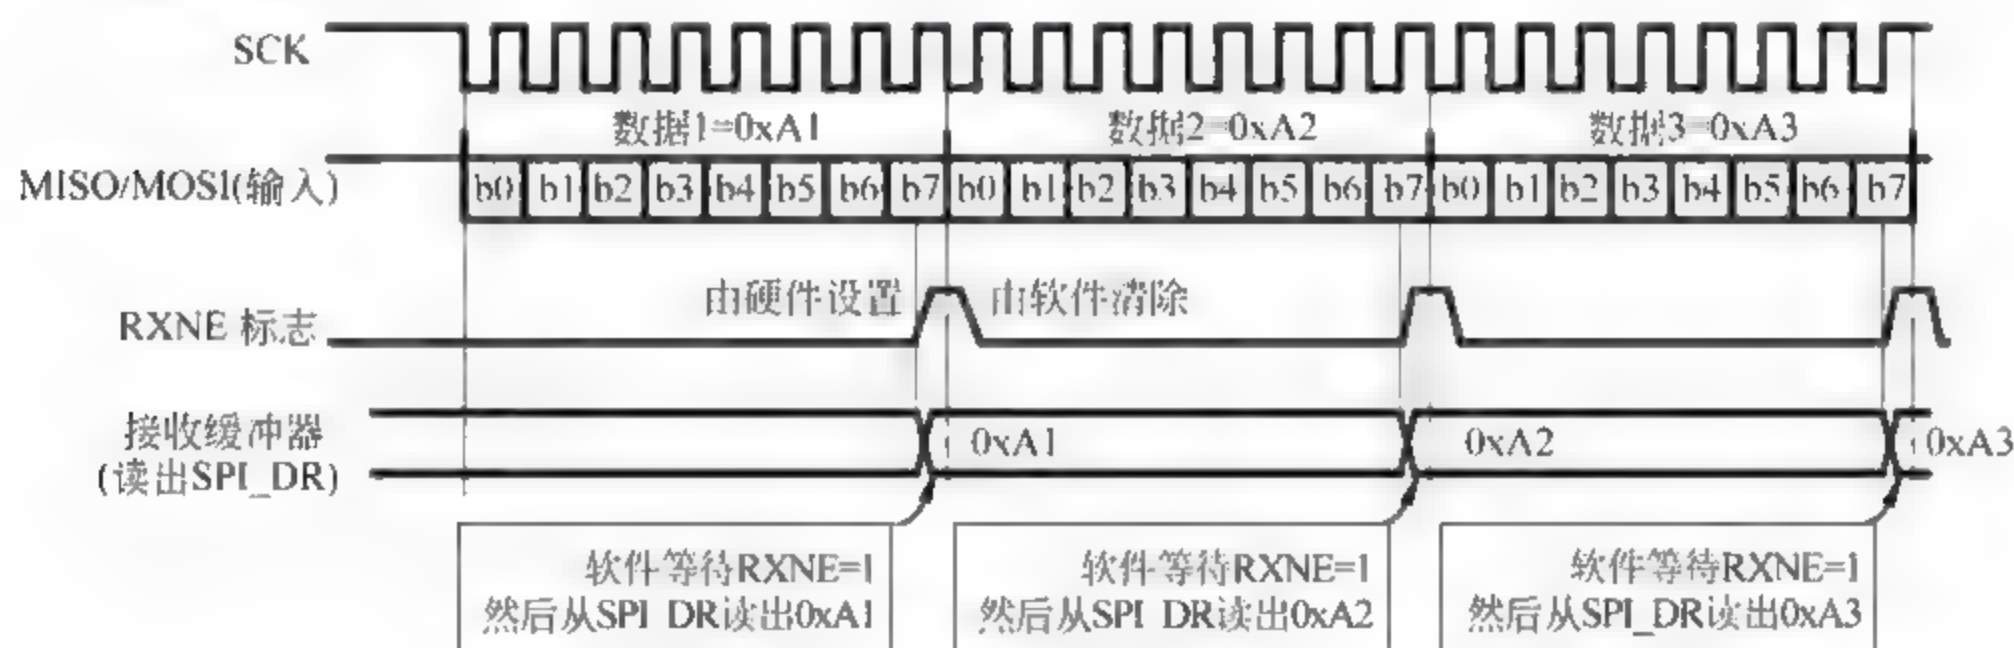 SCK
数据1=0xA1
数据2=0xA2
数据3=0xA3
MISO/MOSI(输入)
b0 b1 b2 b3 b4 b5 b6 b7 b0 b1 b2 b3 b4 b5 b6 b7 b0 b1 b2 b3 b4 b5 b6 b7
由硬件设置
由软件清除
RXNE 标志
接收缓冲器
(读出SPI_DR)
0xA1
0xA2
0xA3
软件等待RXNE=1
然后从SPI_DR读出0xA1
软件等待RXNE=1
然后从SPI_DR读出0xA2
软件等待RXNE=1
然后从SPI_DR读出0xA3